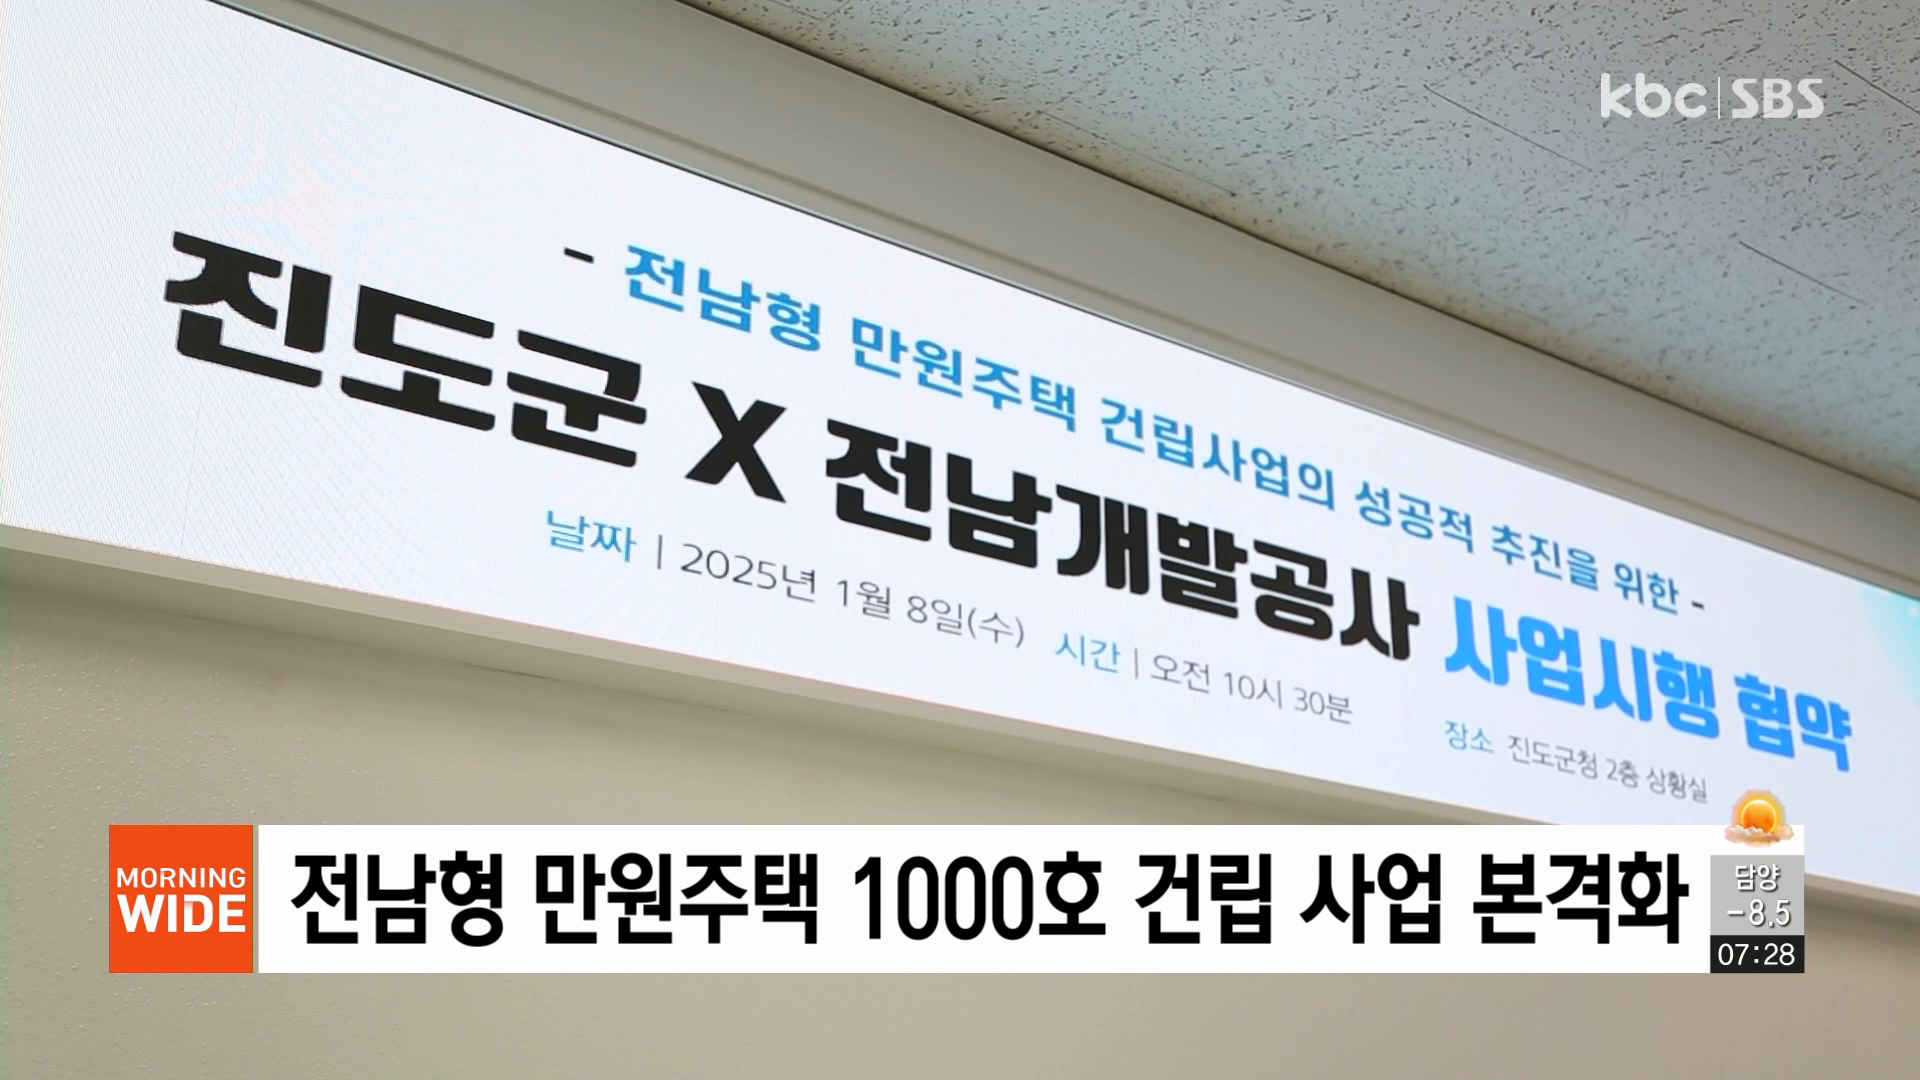 kbc | SBS
- 전남형 만원주택 건립사업의 성공적 추진을 위한 -
진도군 X 전남개발공사 사업시행 협약
날짜 | 2025년 1월 8일(수) 시간 | 오전 10시 30분
장소 진도군청 2층 상황실
MORNING
WIDE
전남형 만원주택 1000호 건립 사업 본격화
담양
-8.5
07:28